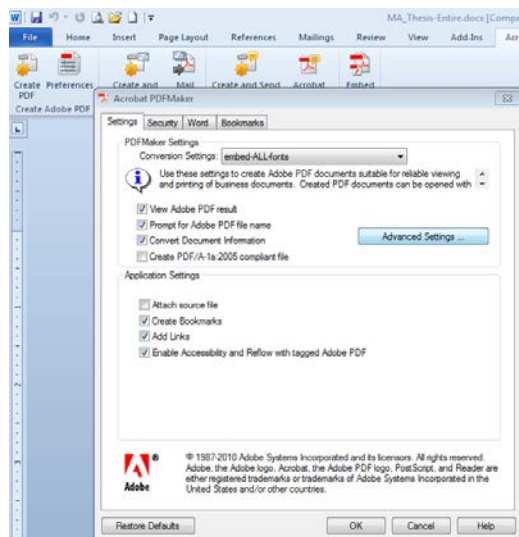 MA_Thesis-Entire.docx [Compa
File Home Insert Page Layout References Mailings Review View Add-Ins Acr
Create Preferences Create and Mail Create and Send Acrobat Embed
PDF
Create Adobe PDF
Acrobat PDFMaker
Settings Security Word Bookmarks
PDFMaker Settings
Conversion Settings: embed-ALL-fonts
Use these settings to create Adobe PDF documents suitable for reliable viewing
and printing of business documents. Created PDF documents can be opened with
View Adobe PDF result
Prompt for Adobe PDF file name
Convert Document Information
Advanced Settings ...
Create PDF/A-1a:2005 compliant file
Application Settings
Attach source file
Create Bookmarks
Add Links
Enable Accessibility and Reflow with tagged Adobe PDF
® 1987-2010 Adobe Systems Incorporated and its licensors. All rights reserved.
Adobe, the Adobe logo, Acrobat, the Adobe PDF logo, PostScript, and Reader are
either registered trademarks or trademarks of Adobe Systems Incorporated in the
United States and/or other countries.
Adobe
Restore Defaults OK Cancel Help